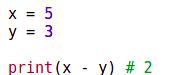 x = 5
y = 3
print(x - y) # 2